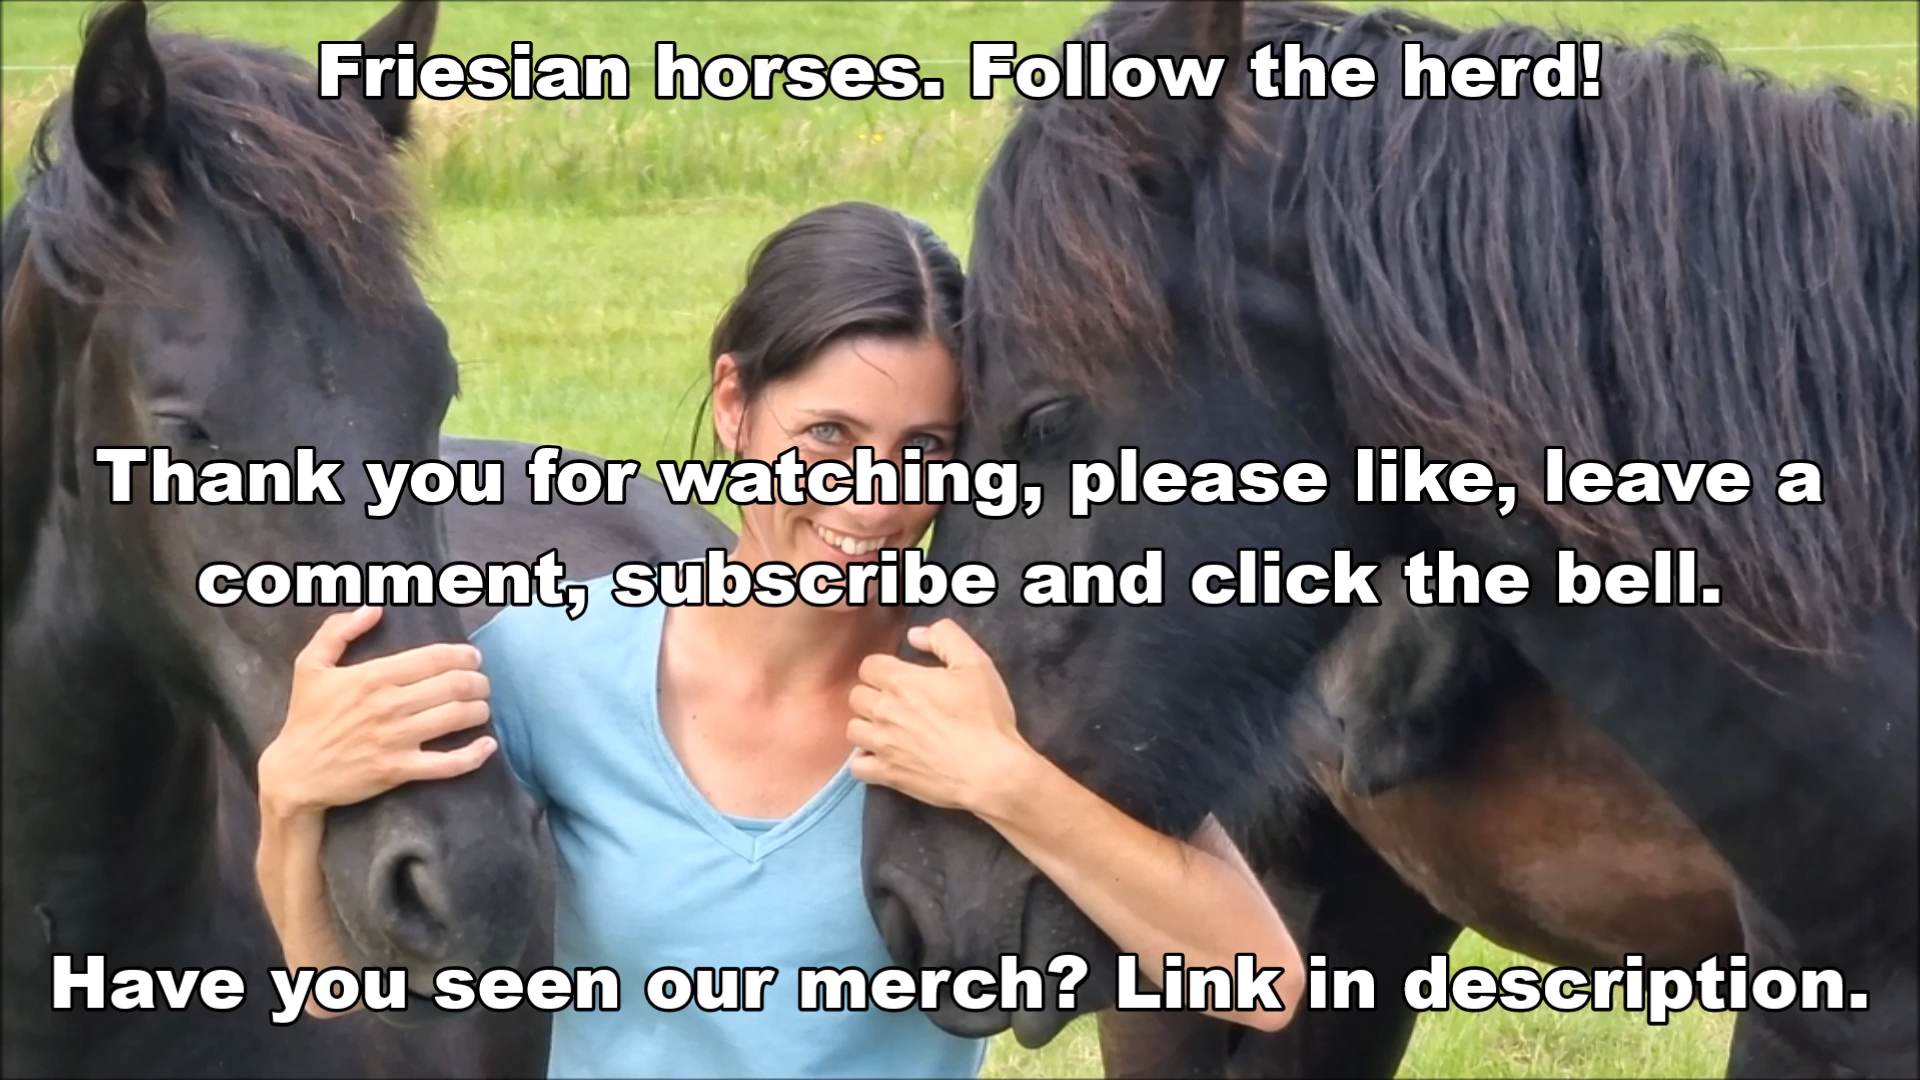 Friesian horses. Follow the herd!
Thank you for watching, please like, leave a
comment, subscribe and click the bell.
Have you seen our merch? Link in description.